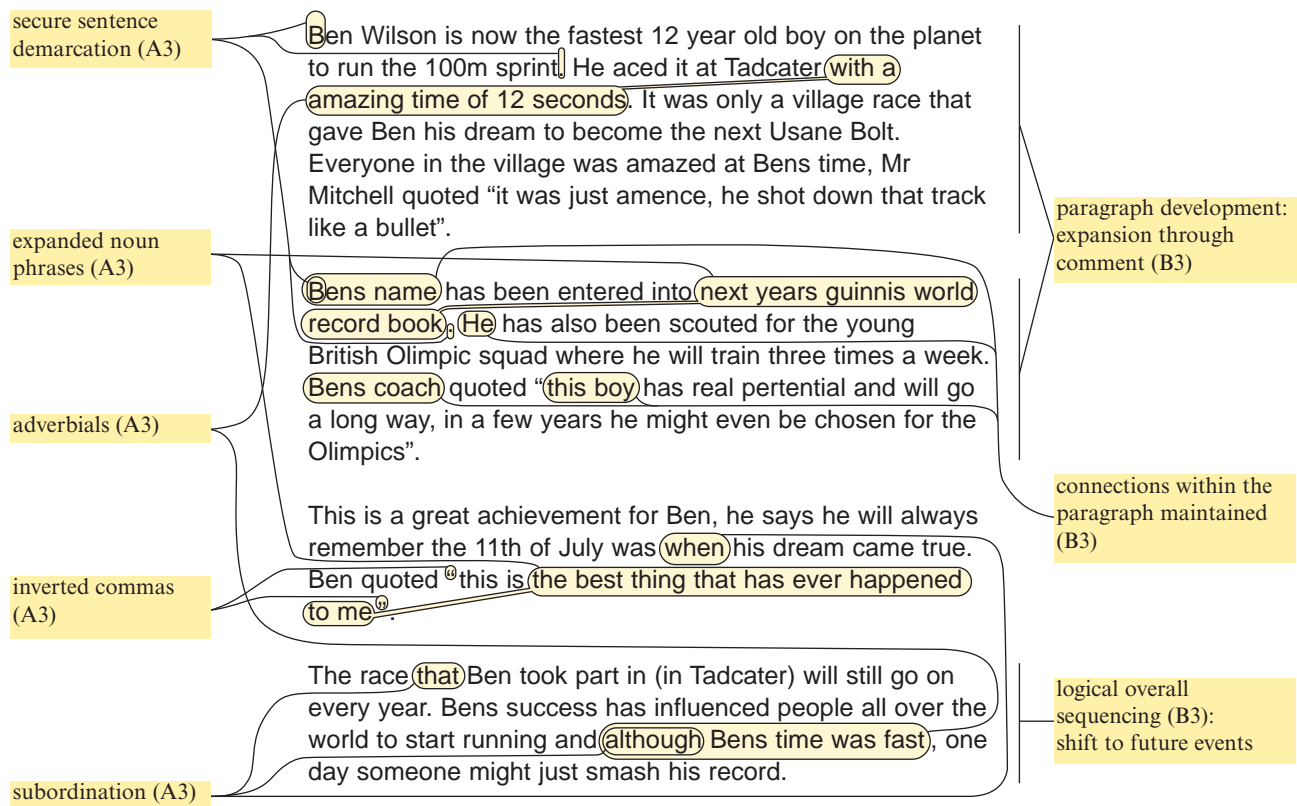 secure sentence
demarcation (A3)
expanded noun
phrases (A3)
adverbials (A3)
inverted commas
(A3)
subordination (A3)
Ben Wilson is now the fastest 12 year old boy on the planet
to run the 100m sprint. He aced it at Tadcater with a
amazing time of 12 seconds. It was only a village race that
gave Ben his dream to become the next Usane Bolt.
Everyone in the village was amazed at Bens time, Mr
Mitchell quoted “it was just amence, he shot down that track
like a bullet”.
Bens name has been entered into next years guinnis world
record book. He has also been scouted for the young
British Olimpic squad where he will train three times a week.
Bens coach quoted “this boy has real pertential and will go
a long way, in a few years he might even be chosen for the
Olimpics”.
This is a great achievement for Ben, he says he will always
remember the 11th of July was when his dream came true.
Ben quoted “this is the best thing that has ever happened
to me”.
The race that Ben took part in (in Tadcater) will still go on
every year. Bens success has influenced people all over the
world to start running and although Bens time was fast, one
day someone might just smash his record.
paragraph development:
expansion through
comment (B3)
connections within the
paragraph maintained
(B3)
logical overall
sequencing (B3):
shift to future events